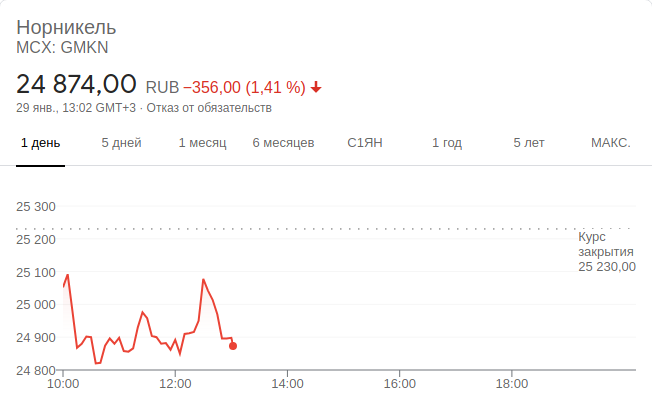 Норникель
MCX: GMKN
24 874,00 RUB −356,00 (1,41 %)
29 янв., 13:02 GMT+3 · Отказ от обязательств
1 день 5 дней 1 месяц 6 месяцев С1ЯН 1 год 5 лет МАКС.
25 300
25 200
Курс
закрытия
25 230,00
25 100
25 000
24 900
24 800
10:00 12:00 14:00 16:00 18:00